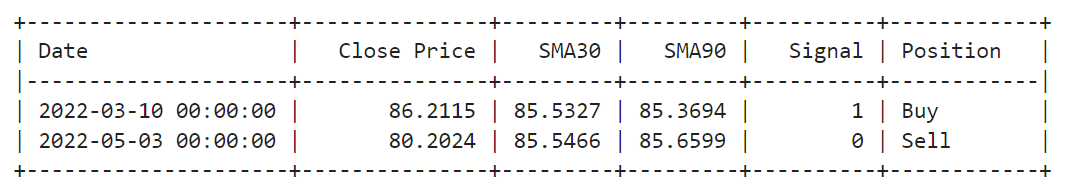 +---------------------+---------------+---------+---------+----------+------------+
| Date                |   Close Price |   SMA30 |   SMA90 |   Signal | Position   |
|---------------------+---------------+---------+---------+----------+------------|
| 2022-03-10 00:00:00 |       86.2115 | 85.5327 | 85.3694 |        1 | Buy        |
| 2022-05-03 00:00:00 |       80.2024 | 85.5466 | 85.6599 |        0 | Sell       |
+---------------------+---------------+---------+---------+----------+------------+